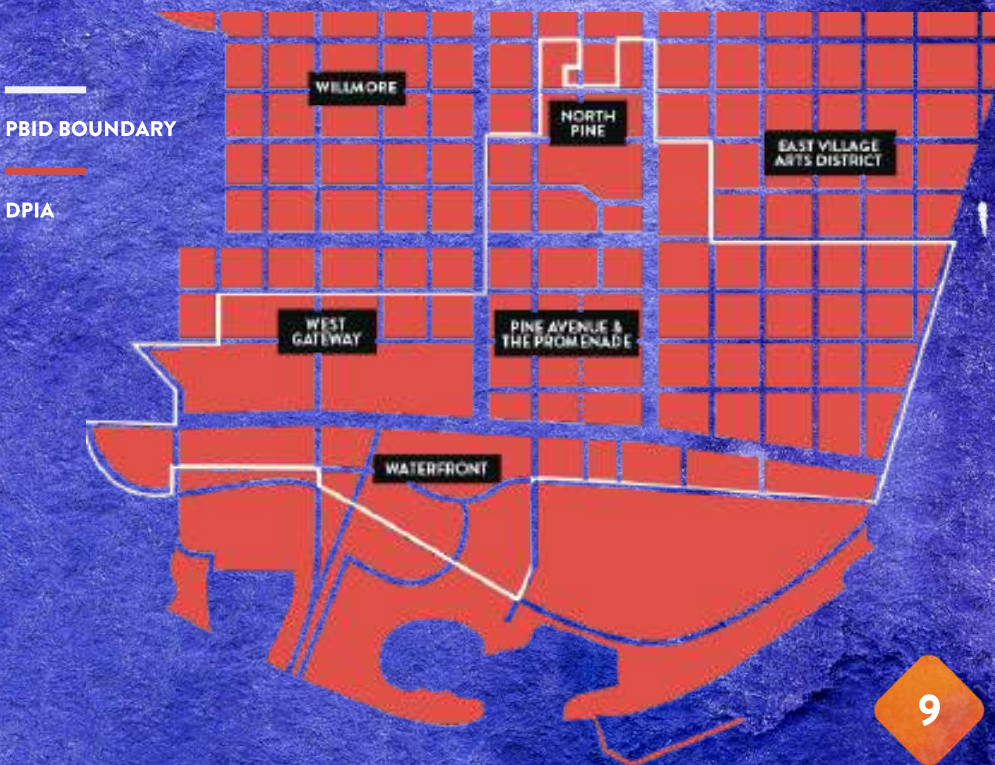 PBID BOUNDARY
DPIA
WILLMORE
NORTH
PINE
EAST VILLAGE
ARTS DISTRICT
WEST
GATEWAY
PINE AVENUE &
THE PROMENADE
WATERFRONT
9